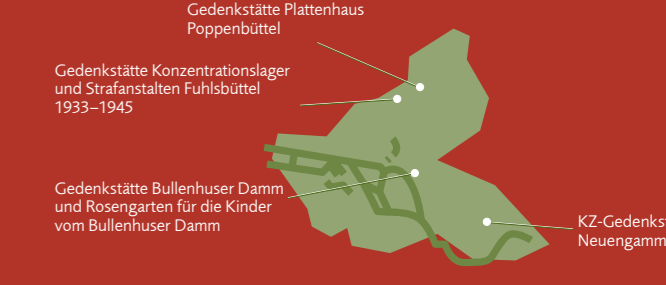 Gedenkstätte Plattenhaus
Poppenbüttel
Gedenkstätte Konzentrationslager
und Strafanstalten Fuhlsbüttel
1933–1945
Gedenkstätte Bullenhuser Damm
und Rosengarten für die Kinder
vom Bullenhuser Damm